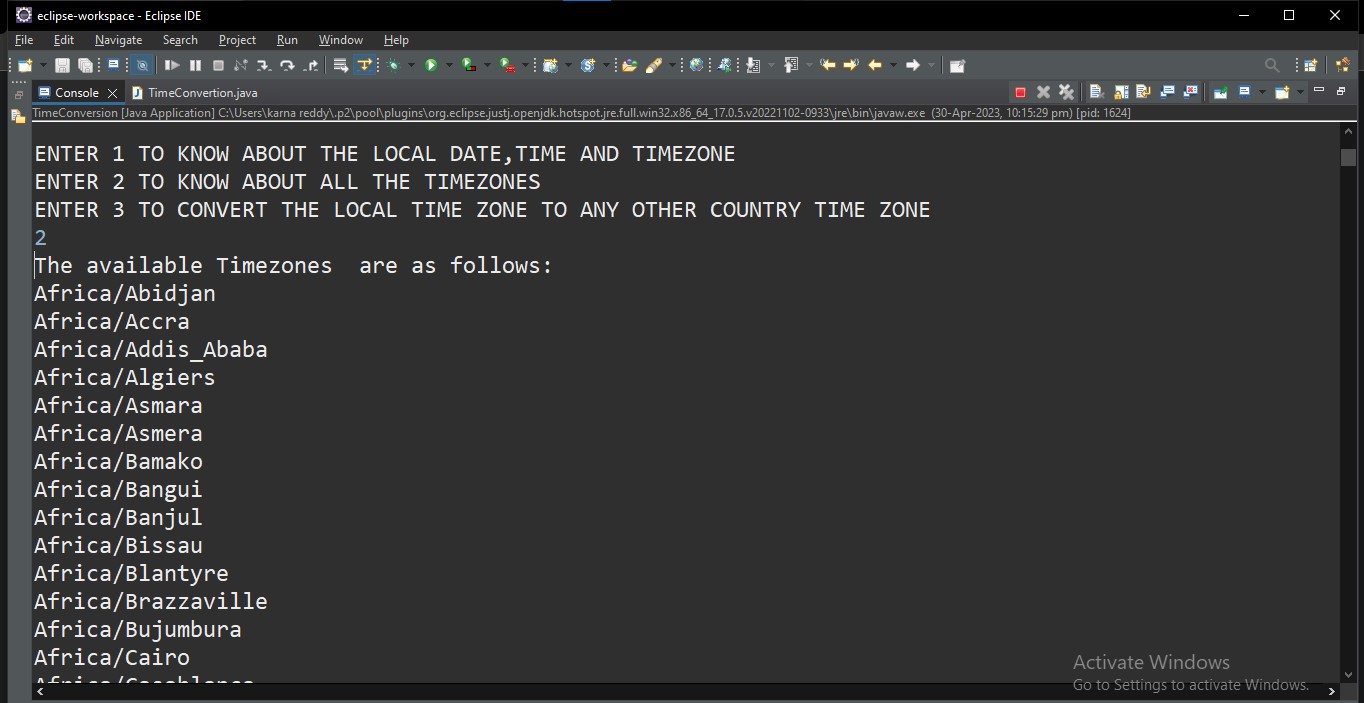 eclipse-workspace - Eclipse IDE
File Edit Navigate Search Project Run Window Help
Console TimeConvertion.java
TimeConversion [Java Application] C:\Users\karna reddy\.p2\pool\plugins\org.eclipse.justj.openjdk.hotspot.jre.full.win32.x86_64_17.0.5.v20221102-0933\jre\bin\javaw.exe (30-Apr-2023, 10:15:29 pm) [pid: 1624]
ENTER 1 TO KNOW ABOUT THE LOCAL DATE,TIME AND TIMEZONE
ENTER 2 TO KNOW ABOUT ALL THE TIMEZONES
ENTER 3 TO CONVERT THE LOCAL TIME ZONE TO ANY OTHER COUNTRY TIME ZONE
2
The available Timezones  are as follows:
Africa/Abidjan
Africa/Accra
Africa/Addis_Ababa
Africa/Algiers
Africa/Asmara
Africa/Asmera
Africa/Bamako
Africa/Bangui
Africa/Banjul
Africa/Bissau
Africa/Blantyre
Africa/Brazzaville
Africa/Bujumbura
Africa/Cairo
Activate Windows
Go to Settings to activate Windows.